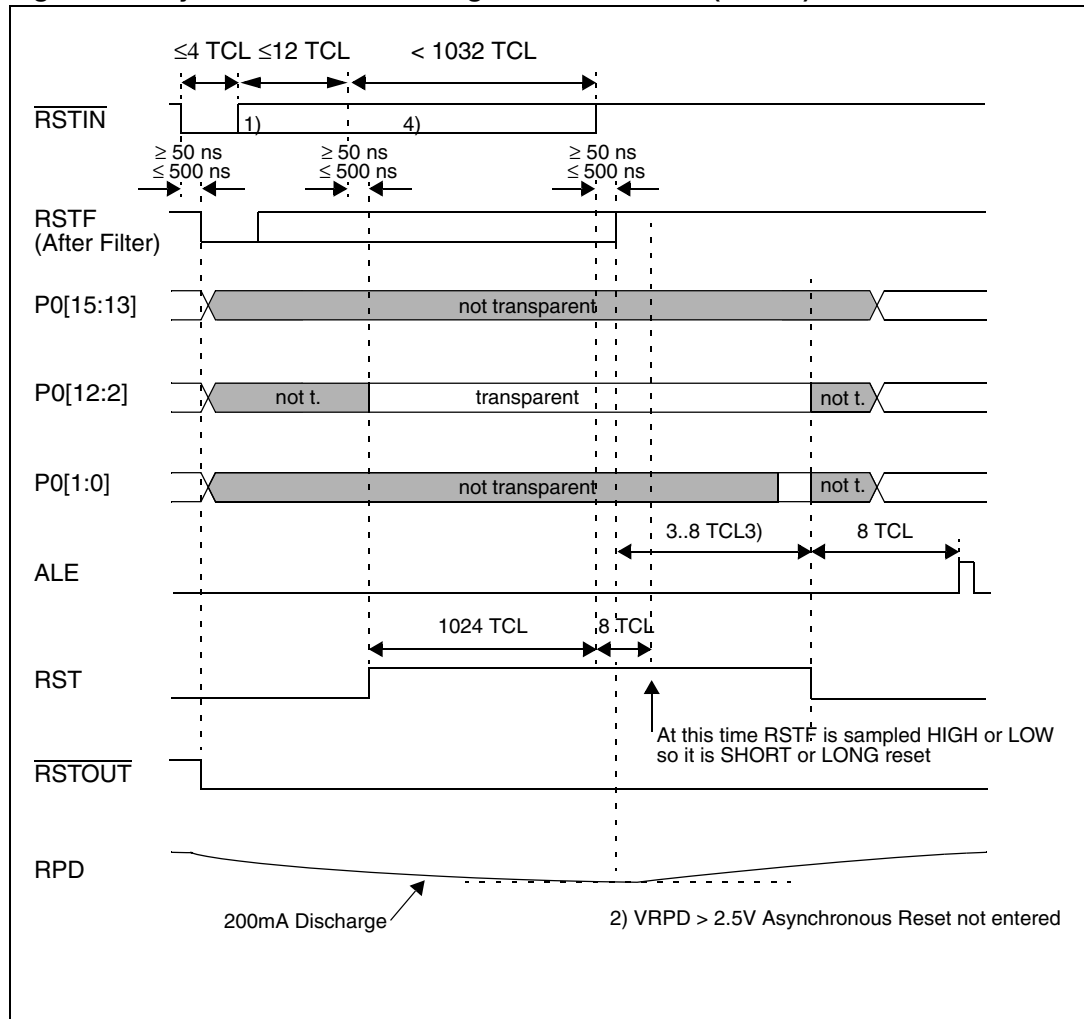 ≤4 TCL ≤12 TCL < 1032 TCL
RSTIN
1) 4)
≥ 50 ns ≥ 50 ns ≥ 50 ns
≤ 500 ns ≤ 500 ns ≤ 500 ns
RSTF
(After Filter)
P0[15:13] not transparent
P0[12:2] not t. transparent not t.
P0[1:0] not transparent not t.
3..8 TCL3) 8 TCL
ALE
1024 TCL 8 TCL
RST
At this time RSTF is sampled HIGH or LOW
so it is SHORT or LONG reset
RSTOUT
RPD
200mA Discharge
2) VRPD > 2.5V Asynchronous Reset not entered